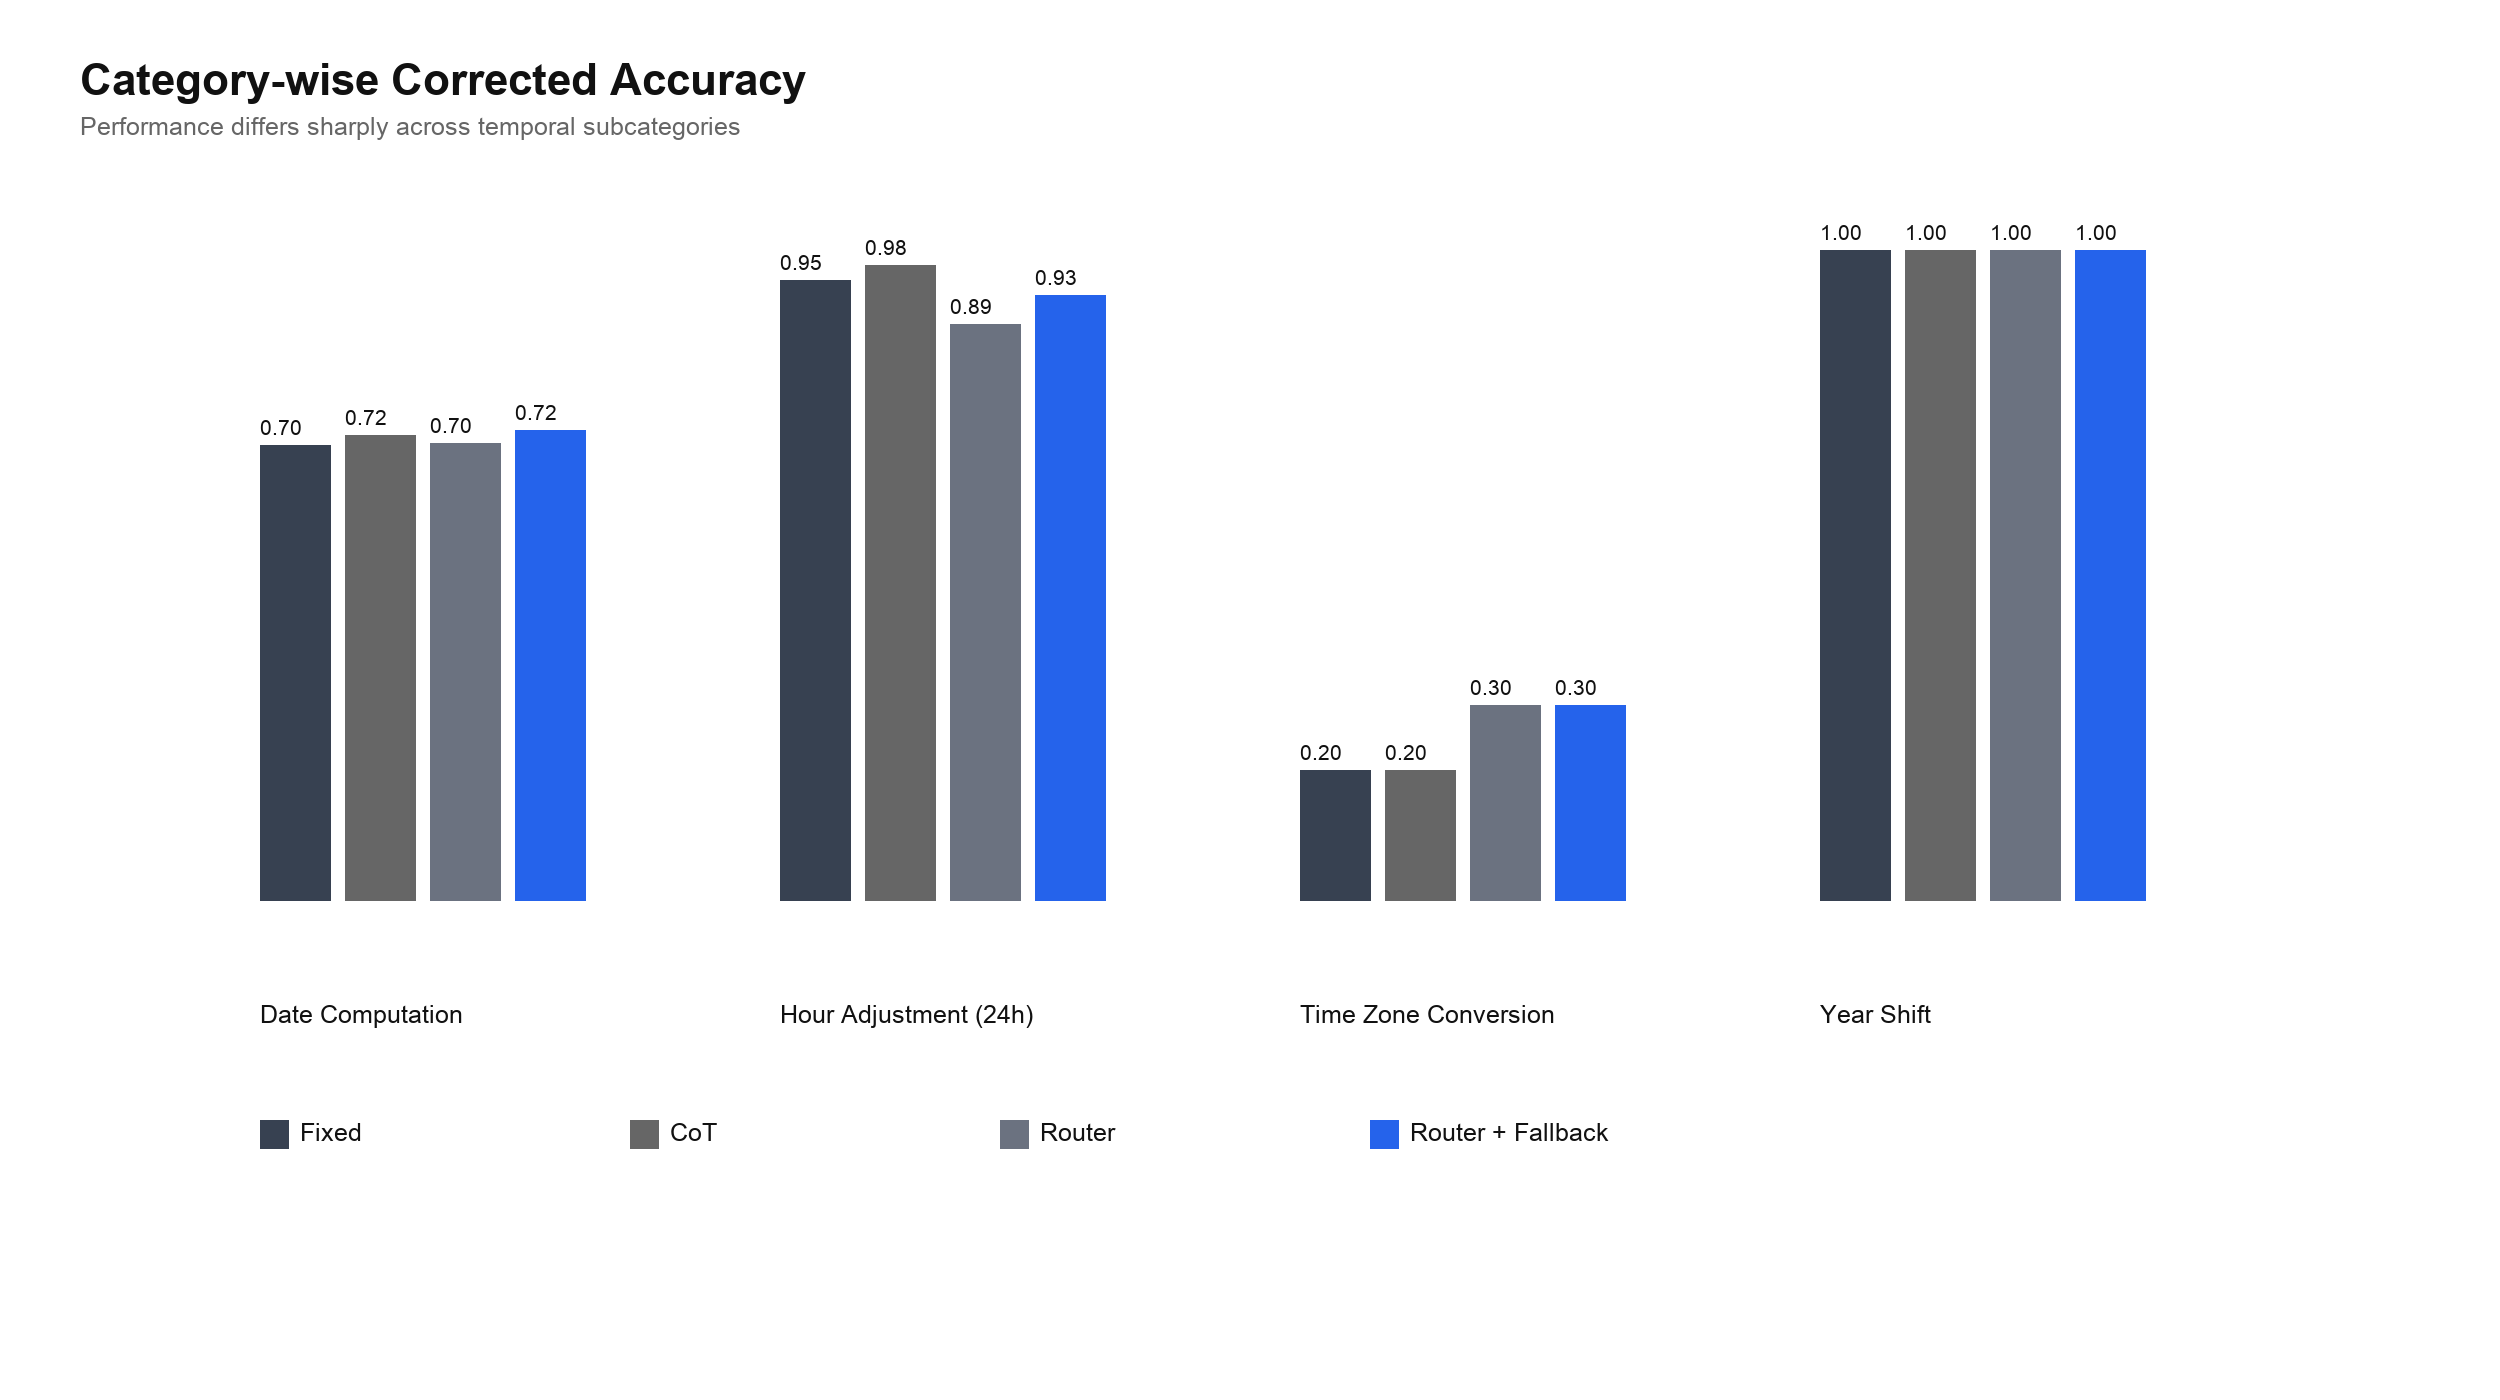 Category-wise Corrected Accuracy
Performance differs sharply across temporal subcategories
0.70 0.72 0.70 0.72
0.95 0.98 0.89 0.93
0.20 0.20 0.30 0.30
1.00 1.00 1.00 1.00
Date Computation
Hour Adjustment (24h)
Time Zone Conversion
Year Shift
Fixed
CoT
Router
Router + Fallback